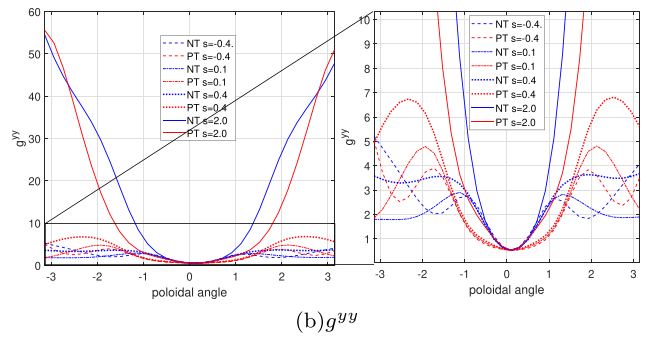 60
50
40
30
20
10
0
g^yy
-3
-2
-1
0
1
2
3
poloidal angle
NT s=-0.4.
PT s=-0.4
NT s=0.1
PT s=0.1
NT s=0.4
PT s=0.4
NT s=2.0
PT s=2.0
10
9
8
7
6
5
4
3
2
1
g^yy
-3
-2
-1
0
1
2
3
poloidal angle
NT s=-0.4.
PT s=-0.4
NT s=0.1
PT s=0.1
NT s=0.4
PT s=0.4
NT s=2.0
PT s=2.0
(b)g^yy